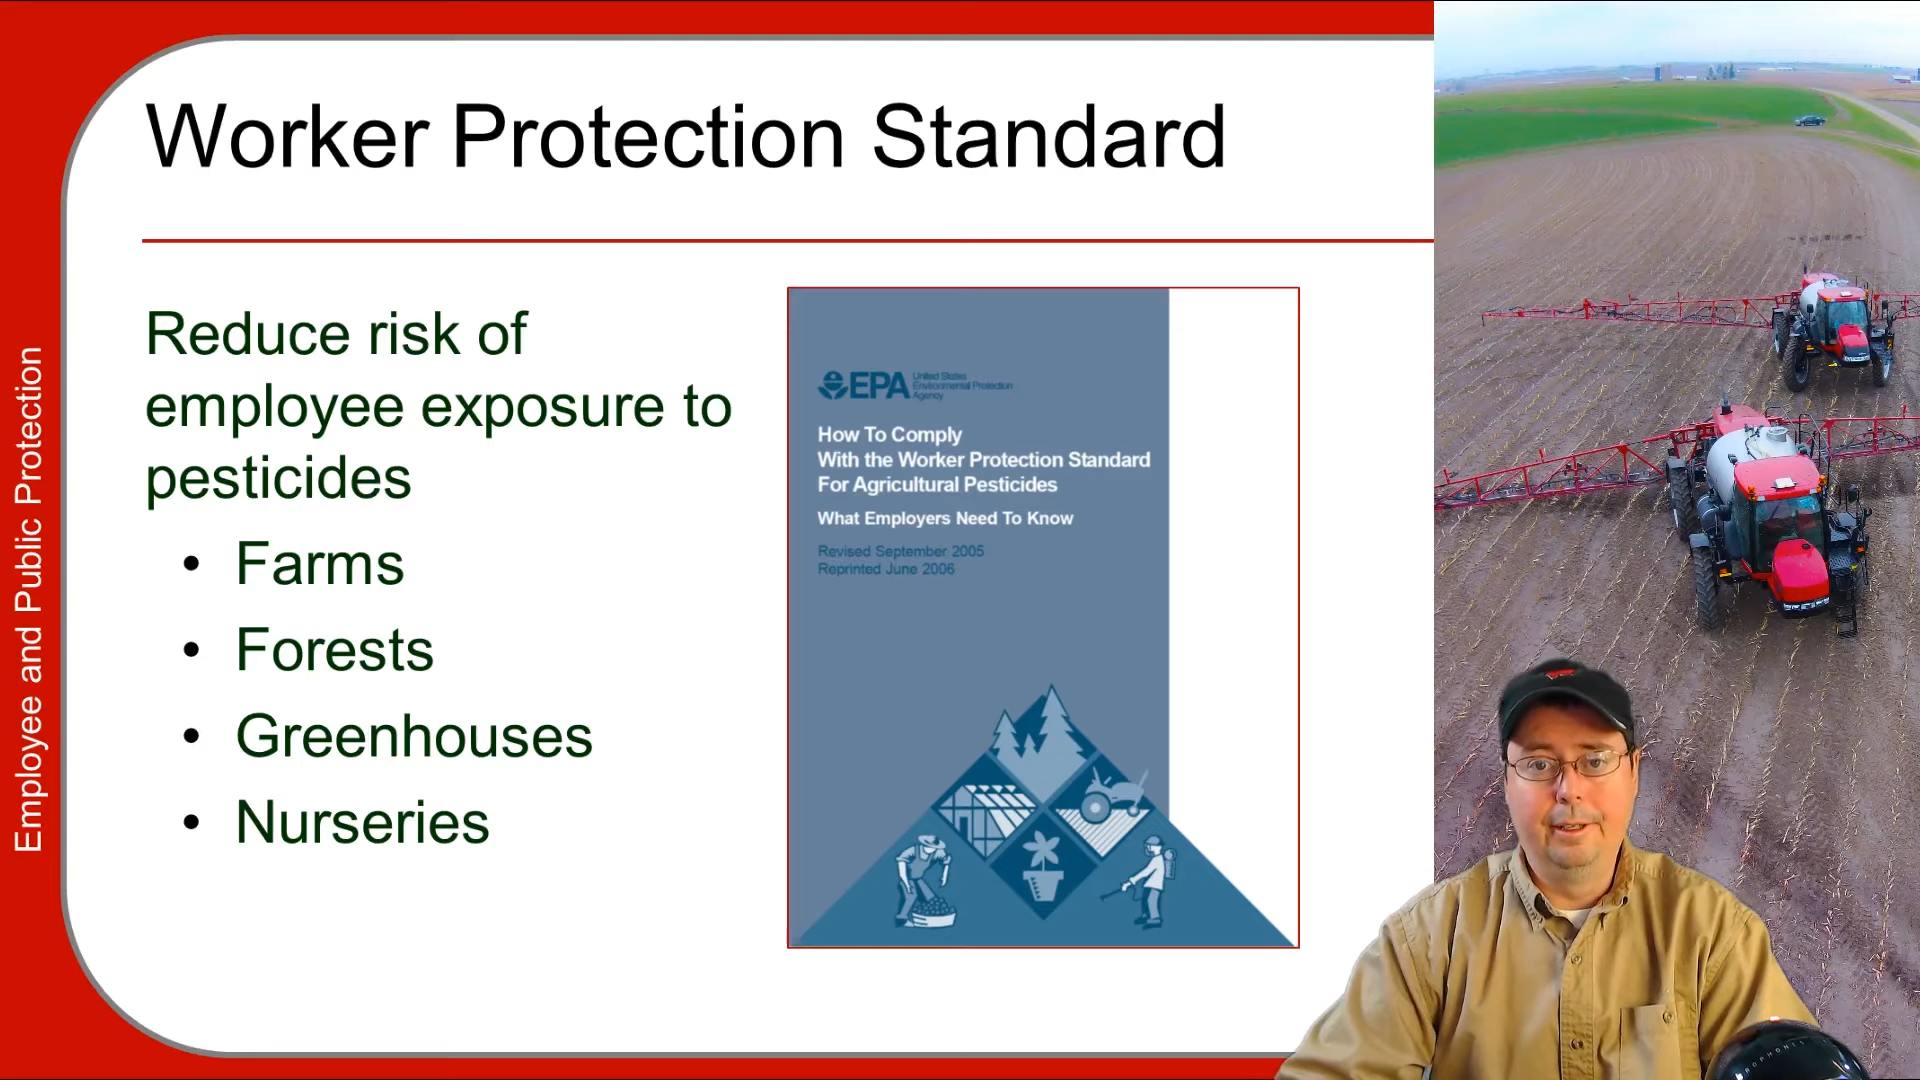 Worker Protection Standard
Reduce risk of
employee exposure to
pesticides
• Farms
• Forests
• Greenhouses
• Nurseries
Employee and Public Protection
EPA
United States
Environmental Protection
Agency
How To Comply
With the Worker Protection Standard
For Agricultural Pesticides
What Employers Need To Know
Revised September 2005
Reprinted June 2006